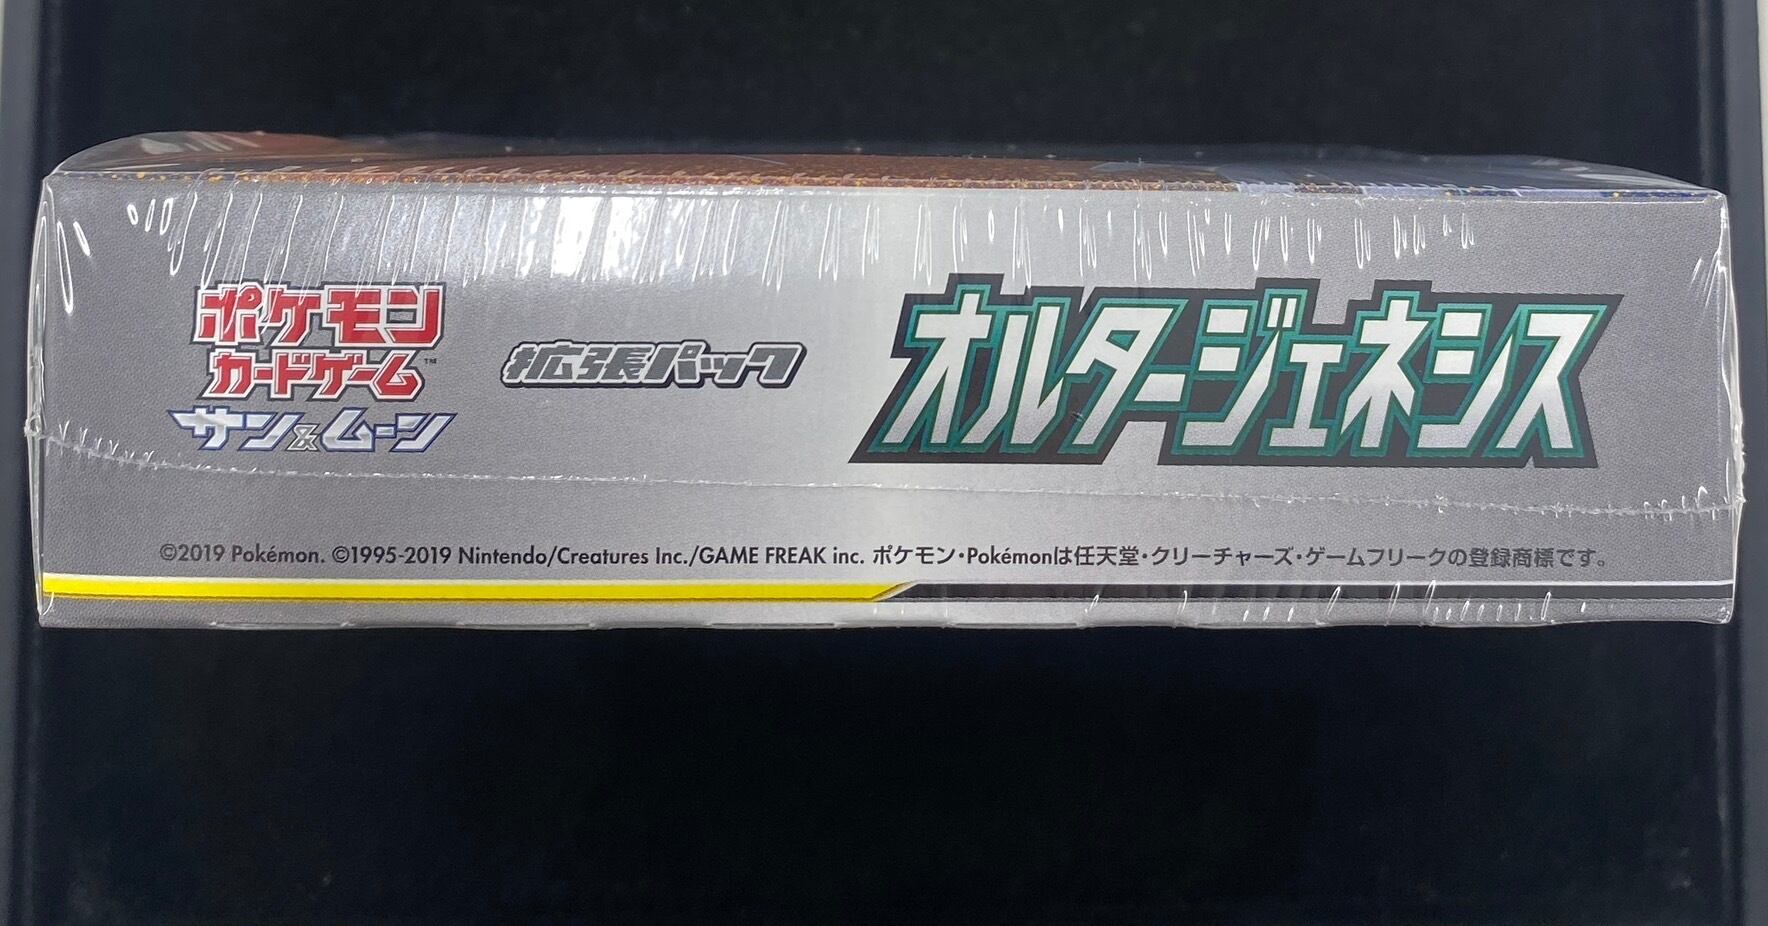 ポケモン
カードゲーム™
サン&ムーン
拡張パック
オルタージェネシス
©2019 Pokémon. ©1995-2019 Nintendo/Creatures Inc./GAME FREAK inc. ポケモン・Pokémonは任天堂・クリーチャーズ・ゲームフリークの登録商標です。